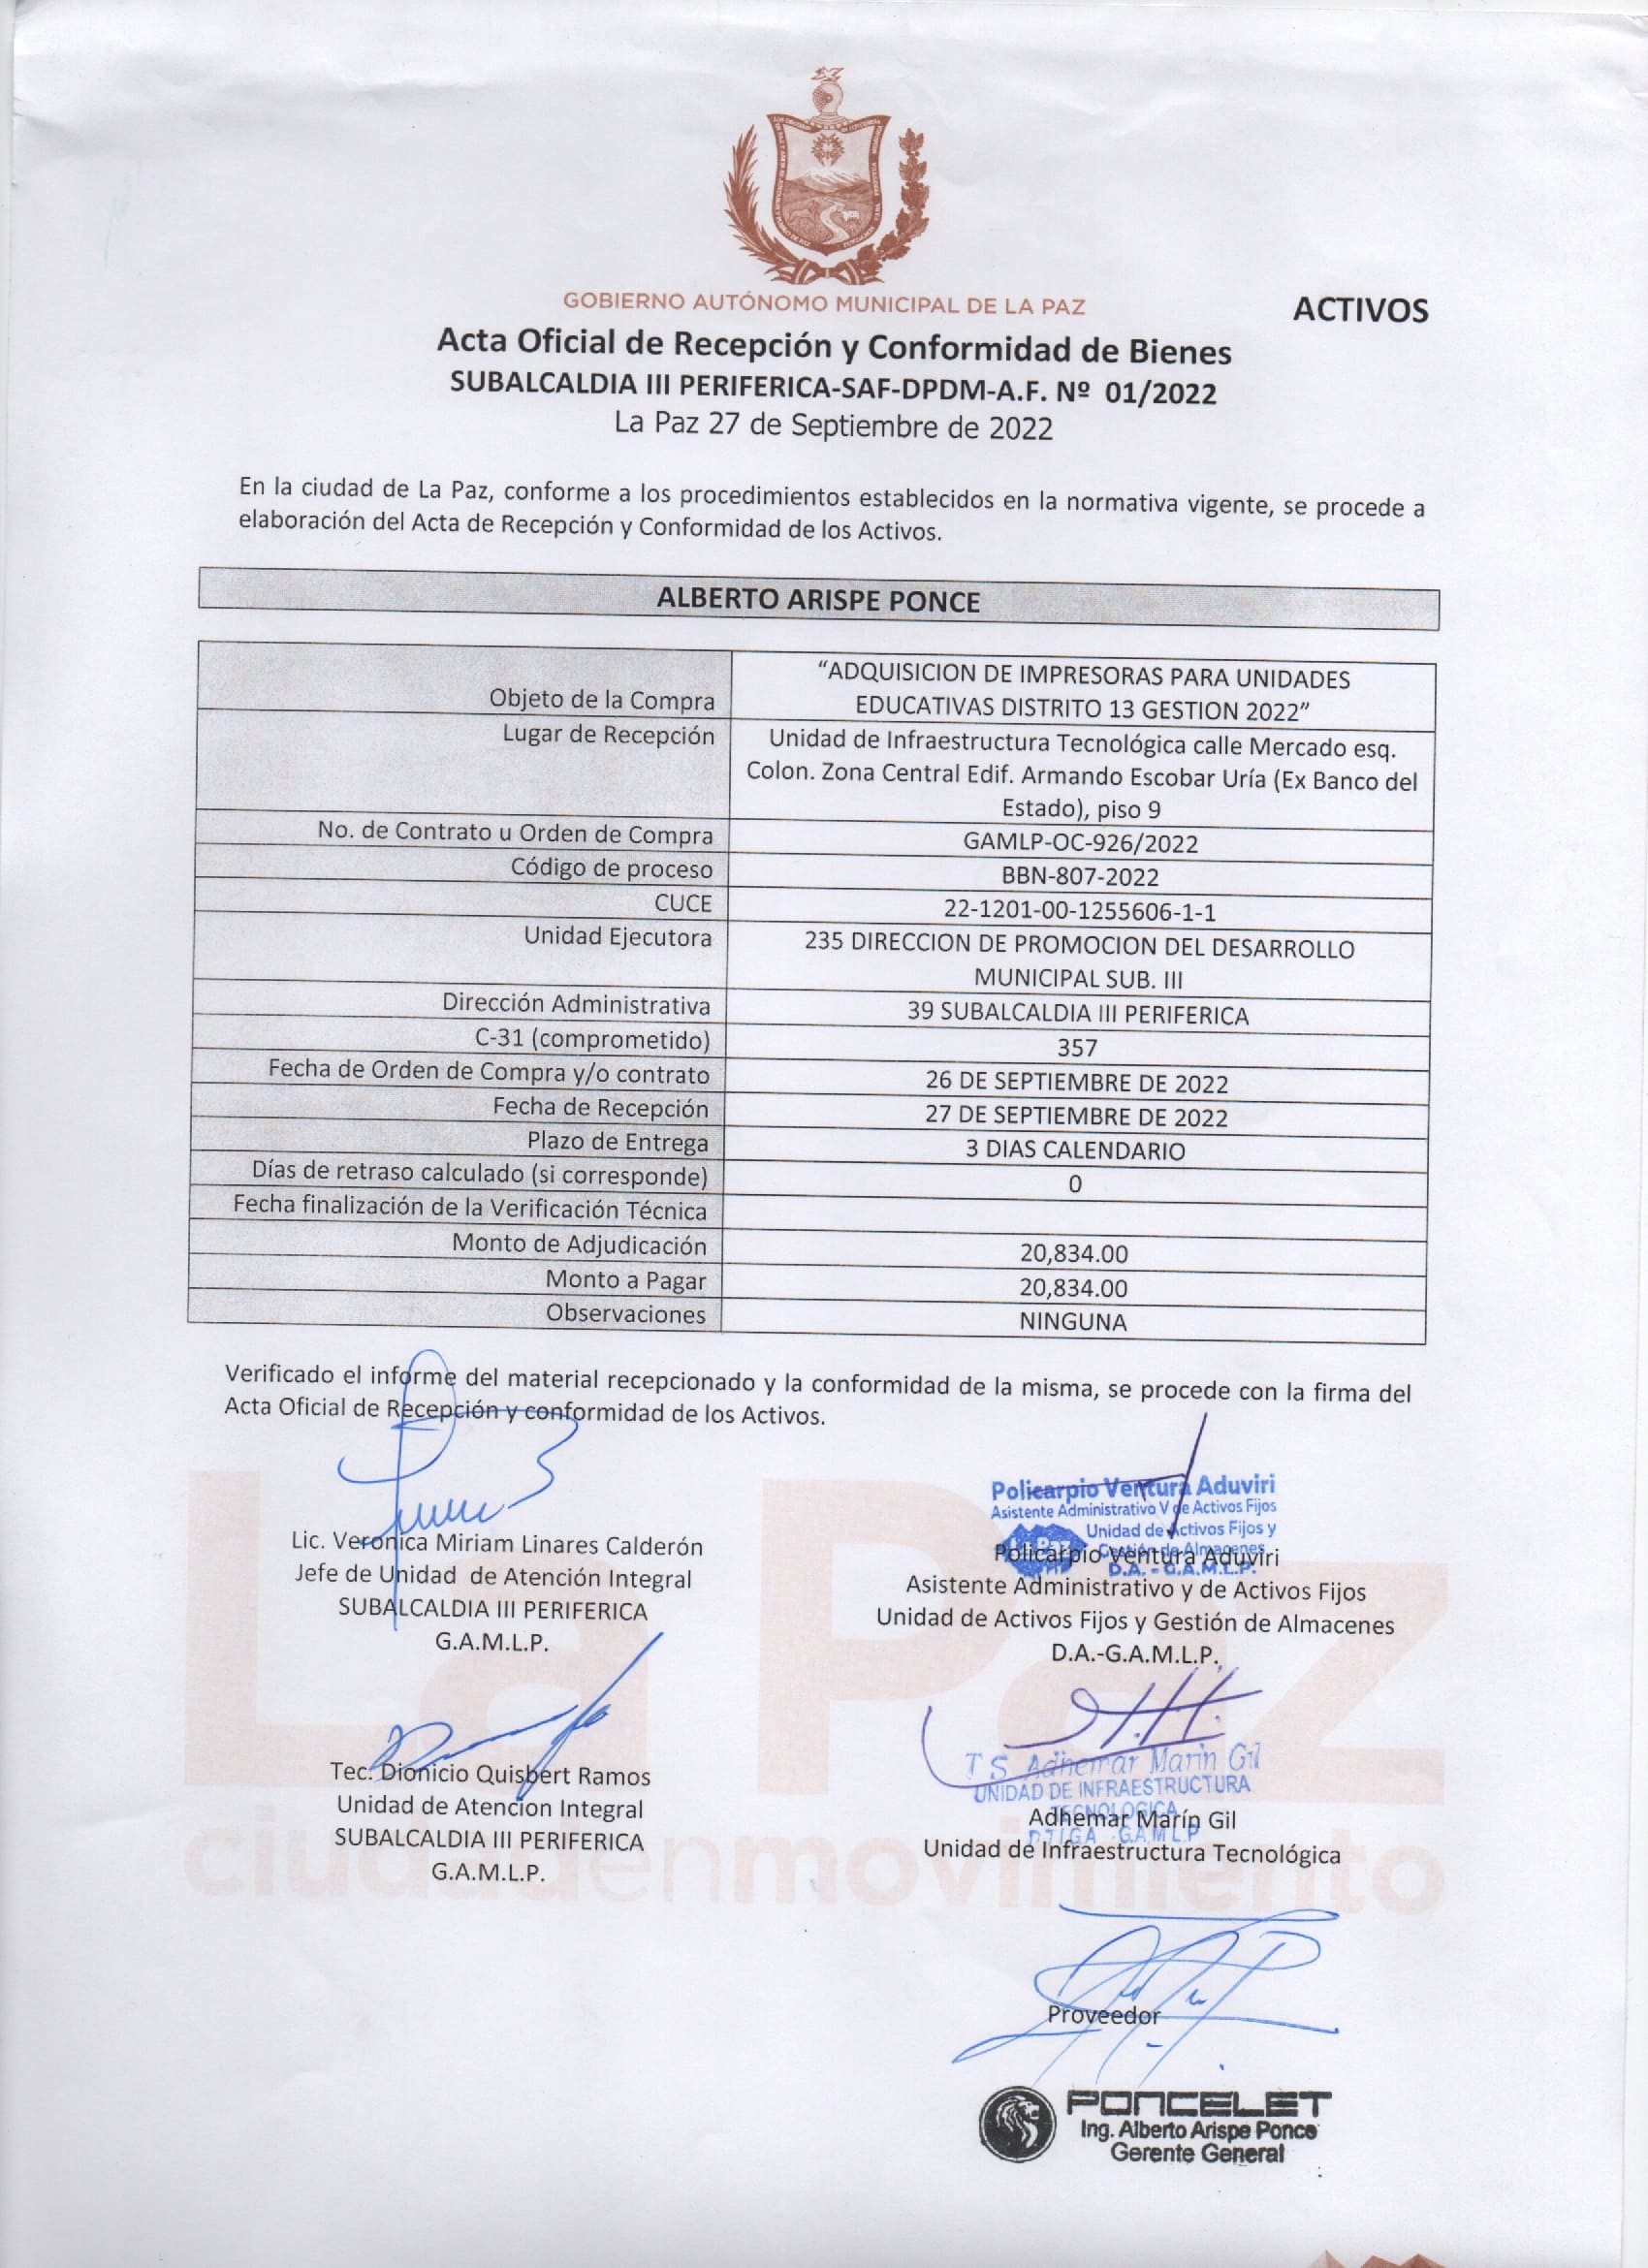 GOBIERNO AUTÓNOMO MUNICIPAL DE LA PAZ
ACTIVOS
Acta Oficial de Recepción y Conformidad de Bienes
SUBALCALDIA III PERIFERICA-SAF-DPDM-A.F. Nº 01/2022
La Paz 27 de Septiembre de 2022
En la ciudad de La Paz, conforme a los procedimientos establecidos en la normativa vigente, se procede a
elaboración del Acta de Recepción y Conformidad de los Activos.
ALBERTO ARISPE PONCE
Objeto de la Compra
“ADQUISICION DE IMPRESORAS PARA UNIDADES
EDUCATIVAS DISTRITO 13 GESTION 2022”
Lugar de Recepción
Unidad de Infraestructura Tecnológica calle Mercado esq.
Colon. Zona Central Edif. Armando Escobar Uría (Ex Banco del
Estado), piso 9
No. de Contrato u Orden de Compra
GAMLP-OC-926/2022
Código de proceso
BBN-807-2022
CUCE
22-1201-00-1255606-1-1
Unidad Ejecutora
235 DIRECCION DE PROMOCION DEL DESARROLLO
MUNICIPAL SUB. III
Dirección Administrativa
39 SUBALCALDIA III PERIFERICA
C-31 (comprometido)
357
Fecha de Orden de Compra y/o contrato
26 DE SEPTIEMBRE DE 2022
Fecha de Recepción
27 DE SEPTIEMBRE DE 2022
Plazo de Entrega
3 DIAS CALENDARIO
Días de retraso calculado (si corresponde)
0
Fecha finalización de la Verificación Técnica
Monto de Adjudicación
20,834.00
Monto a Pagar
20,834.00
Observaciones
NINGUNA
Verificado el informe del material recepcionado y la conformidad de la misma, se procede con la firma del
Acta Oficial de Recepción y conformidad de los Activos.
La Paz
ciudadenmovimiento
Lic. Veronica Miriam Linares Calderón
Jefe de Unidad de Atención Integral
SUBALCALDIA III PERIFERICA
G.A.M.L.P.
Policarpio Ventura Aduviri
Asistente Administrativo V de Activos Fijos
Unidad de Activos Fijos y
Gestión de Almacenes
D.A. - G.A.M.L.P.
Policarpio Ventura Aduviri
Asistente Administrativo y de Activos Fijos
Unidad de Activos Fijos y Gestión de Almacenes
D.A.-G.A.M.L.P.
Tec. Dionicio Quisbert Ramos
Unidad de Atención Integral
SUBALCALDIA III PERIFERICA
G.A.M.L.P.
T S Adhemar Marin Gil
UNIDAD DE INFRAESTRUCTURA
TECNOLOGICA
G.A.M.L.P
Adhemar Marín Gil
Unidad de Infraestructura Tecnológica
Proveedor
PONCELET
Ing. Alberto Arispe Ponce
Gerente General